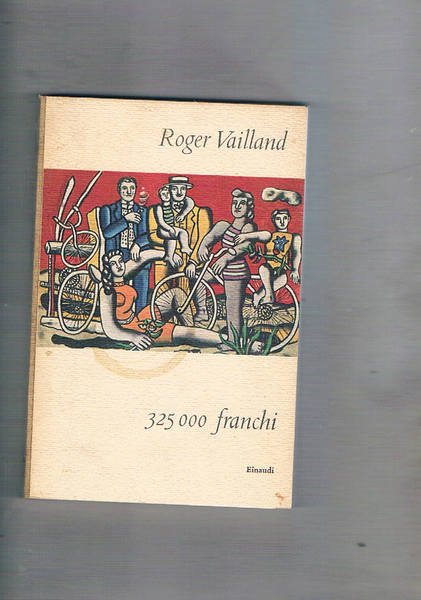 Roger Vailland
325 000 franchi
Einaudi